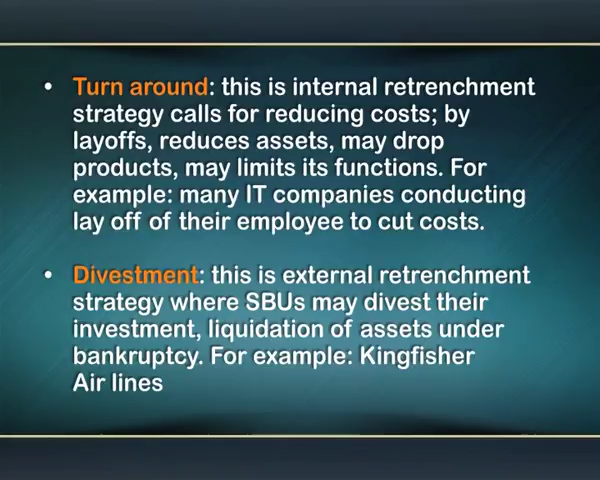 • Turn around: this is internal retrenchment
strategy calls for reducing costs; by
layoffs, reduces assets, may drop
products, may limits its functions. For
example: many IT companies conducting
lay off of their employee to cut costs.
• Divestment: this is external retrenchment
strategy where SBUs may divest their
investment, liquidation of assets under
bankruptcy. For example: Kingfisher
Air lines